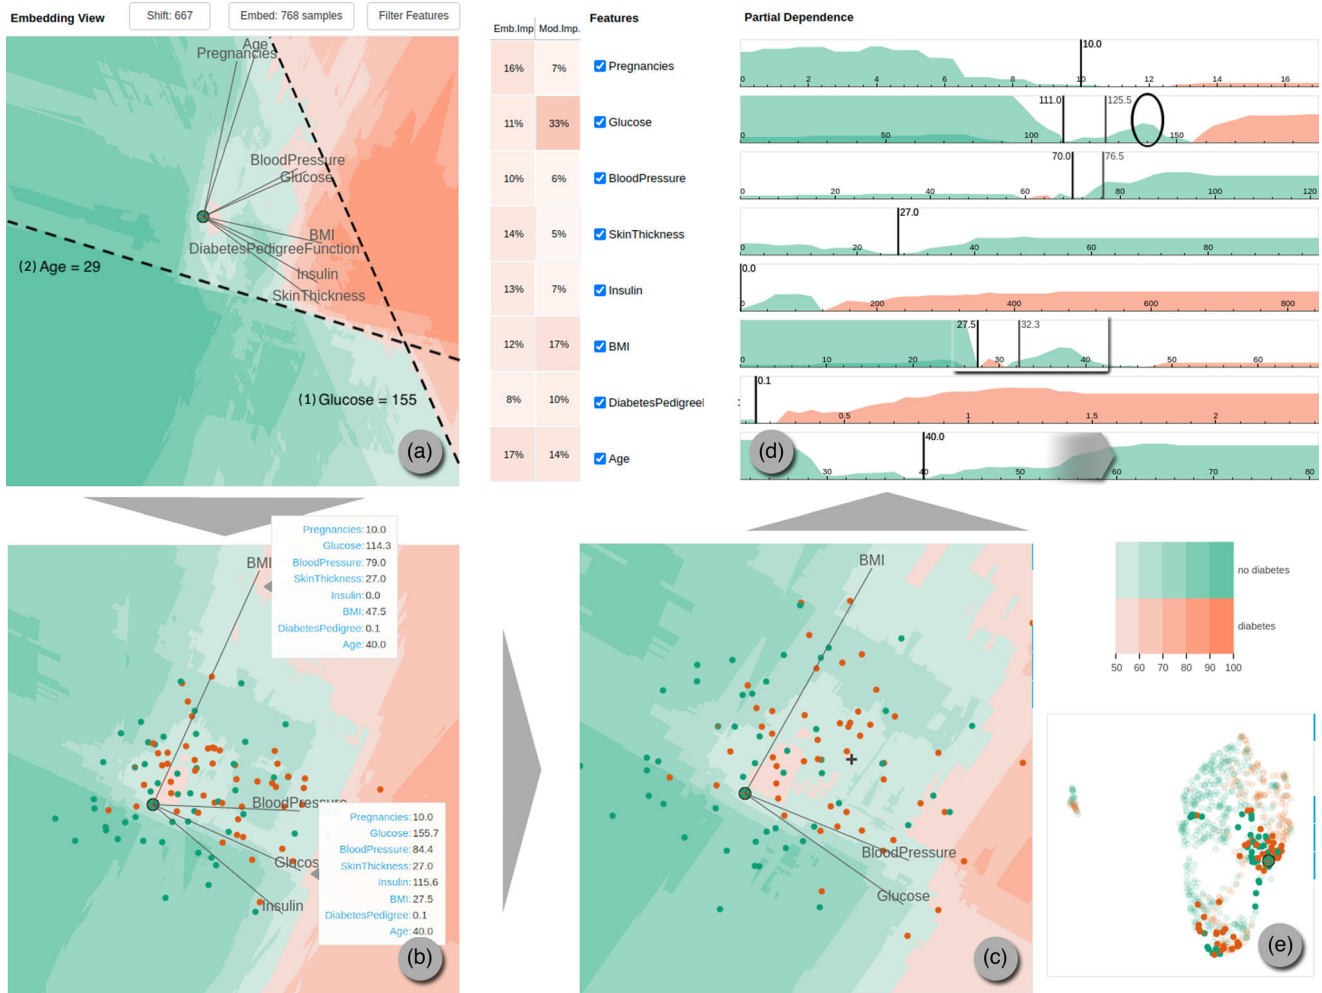 Embedding View
Shift: 667
Embed: 768 samples
Filter Features
Age
Pregnancies
BloodPressure
Glucose
BMI
DiabetesPedigreeFunction
Insulin
SkinThickness
(2) Age = 29
(1) Glucose = 155
(a)
Emb.Imp Mod.Imp. Features
16% 7% Pregnancies
11% 33% Glucose
10% 6% BloodPressure
14% 5% SkinThickness
13% 7% Insulin
12% 17% BMI
8% 10% DiabetesPedigreel
17% 14% Age
Partial Dependence
10.0
0 2 4 6 8 10 12 14 16
111.0 125.5
50 100 150
70.0 76.5
0 20 40 60 80 100 120
27.0
0 20 40 60 80
0.0
0 200 400 600 800
27.5 32.3
0 10 20 30 40 50 60
0.1
0.5 1 1.5 2
40.0
30 40 50 60 70 80
(d)
BMI
Pregnancies: 10.0
Glucose: 114.3
BloodPressure: 79.0
SkinThickness: 27.0
Insulin: 0.0
BMI: 47.5
DiabetesPedigree: 0.1
Age: 40.0
BloodPressure
Glucos
Insulin
Pregnancies: 10.0
Glucose: 155.7
BloodPressure: 84.4
SkinThickness: 27.0
Insulin: 115.6
BMI: 27.5
DiabetesPedigree: 0.1
Age: 40.0
(b)
BMI
BloodPressure
Glucose
(c)
no diabetes
diabetes
50 60 70 80 90 100
(e)